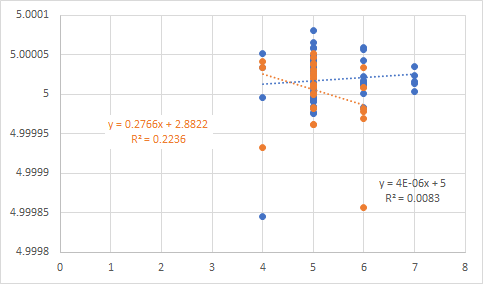 5.0001
5.00005
5
4.99995
4.9999
4.99985
4.9998
y = 0.2766x + 2.8822
R² = 0.2236
y = 4E-06x + 5
R² = 0.0083
0 1 2 3 4 5 6 7 8